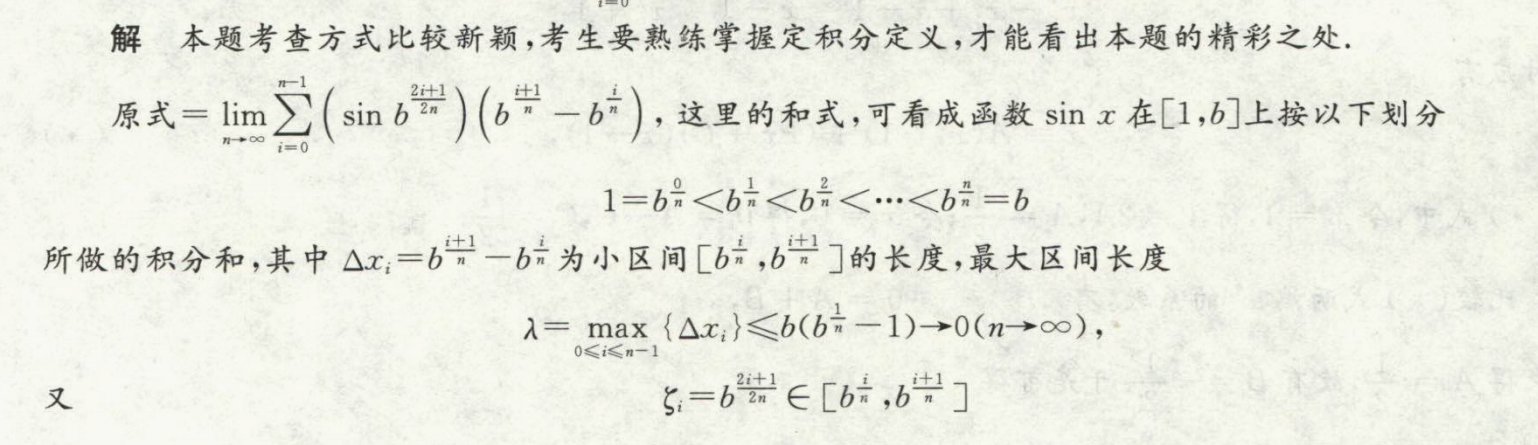 i=0
解 本题考查方式比较新颖,考生要熟练掌握定积分定义,才能看出本题的精彩之处.
原式=$\lim_{n\to\infty}\sum_{i=0}^{n-1}\left(\sin b^{\frac{2i+1}{2n}}\right)\left(b^{\frac{i+1}{n}}-b^{\frac{i}{n}}\right)$, 这里的和式,可看成函数 sin x 在[1,b]上按以下划分
$1=b^{\frac{0}{n}}<b^{\frac{1}{n}}<b^{\frac{2}{n}}<\cdots<b^{\frac{n}{n}}=b$
所做的积分和,其中 $\Delta x_i=b^{\frac{i+1}{n}}-b^{\frac{i}{n}}$ 为小区间 $[b^{\frac{i}{n}},b^{\frac{i+1}{n}}]$的长度,最大区间长度
$\lambda=\max_{0\leqslant i\leqslant n-1}\{\Delta x_i\}\leqslant b(b^{\frac{1}{n}}-1)\to 0(n\to\infty),$
又 $\zeta_i=b^{\frac{2i+1}{2n}}\in[b^{\frac{i}{n}},b^{\frac{i+1}{n}}]$